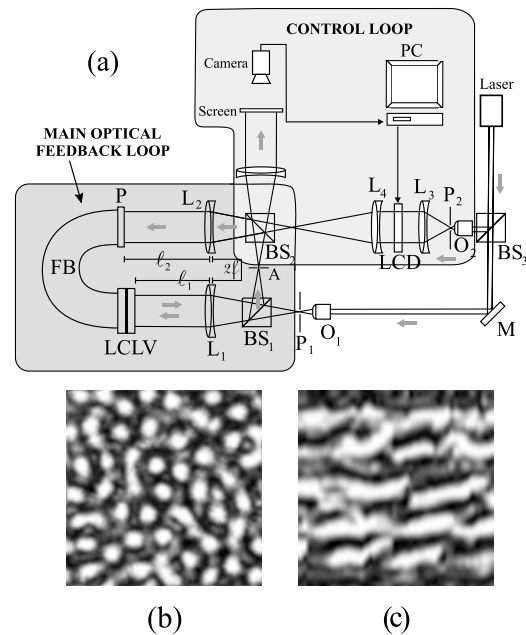 CONTROL LOOP
(a)
Camera
PC
Laser
Screen
MAIN OPTICAL
FEEDBACK LOOP
P
L₂
L₄
L₃
P₂
O₂
BS₃
FB
BS₂
LCD
ℓ₂
2ℓ
A
ℓ₁
LCLV
L₁
BS₁
P₁
O₁
M
(b)
(c)